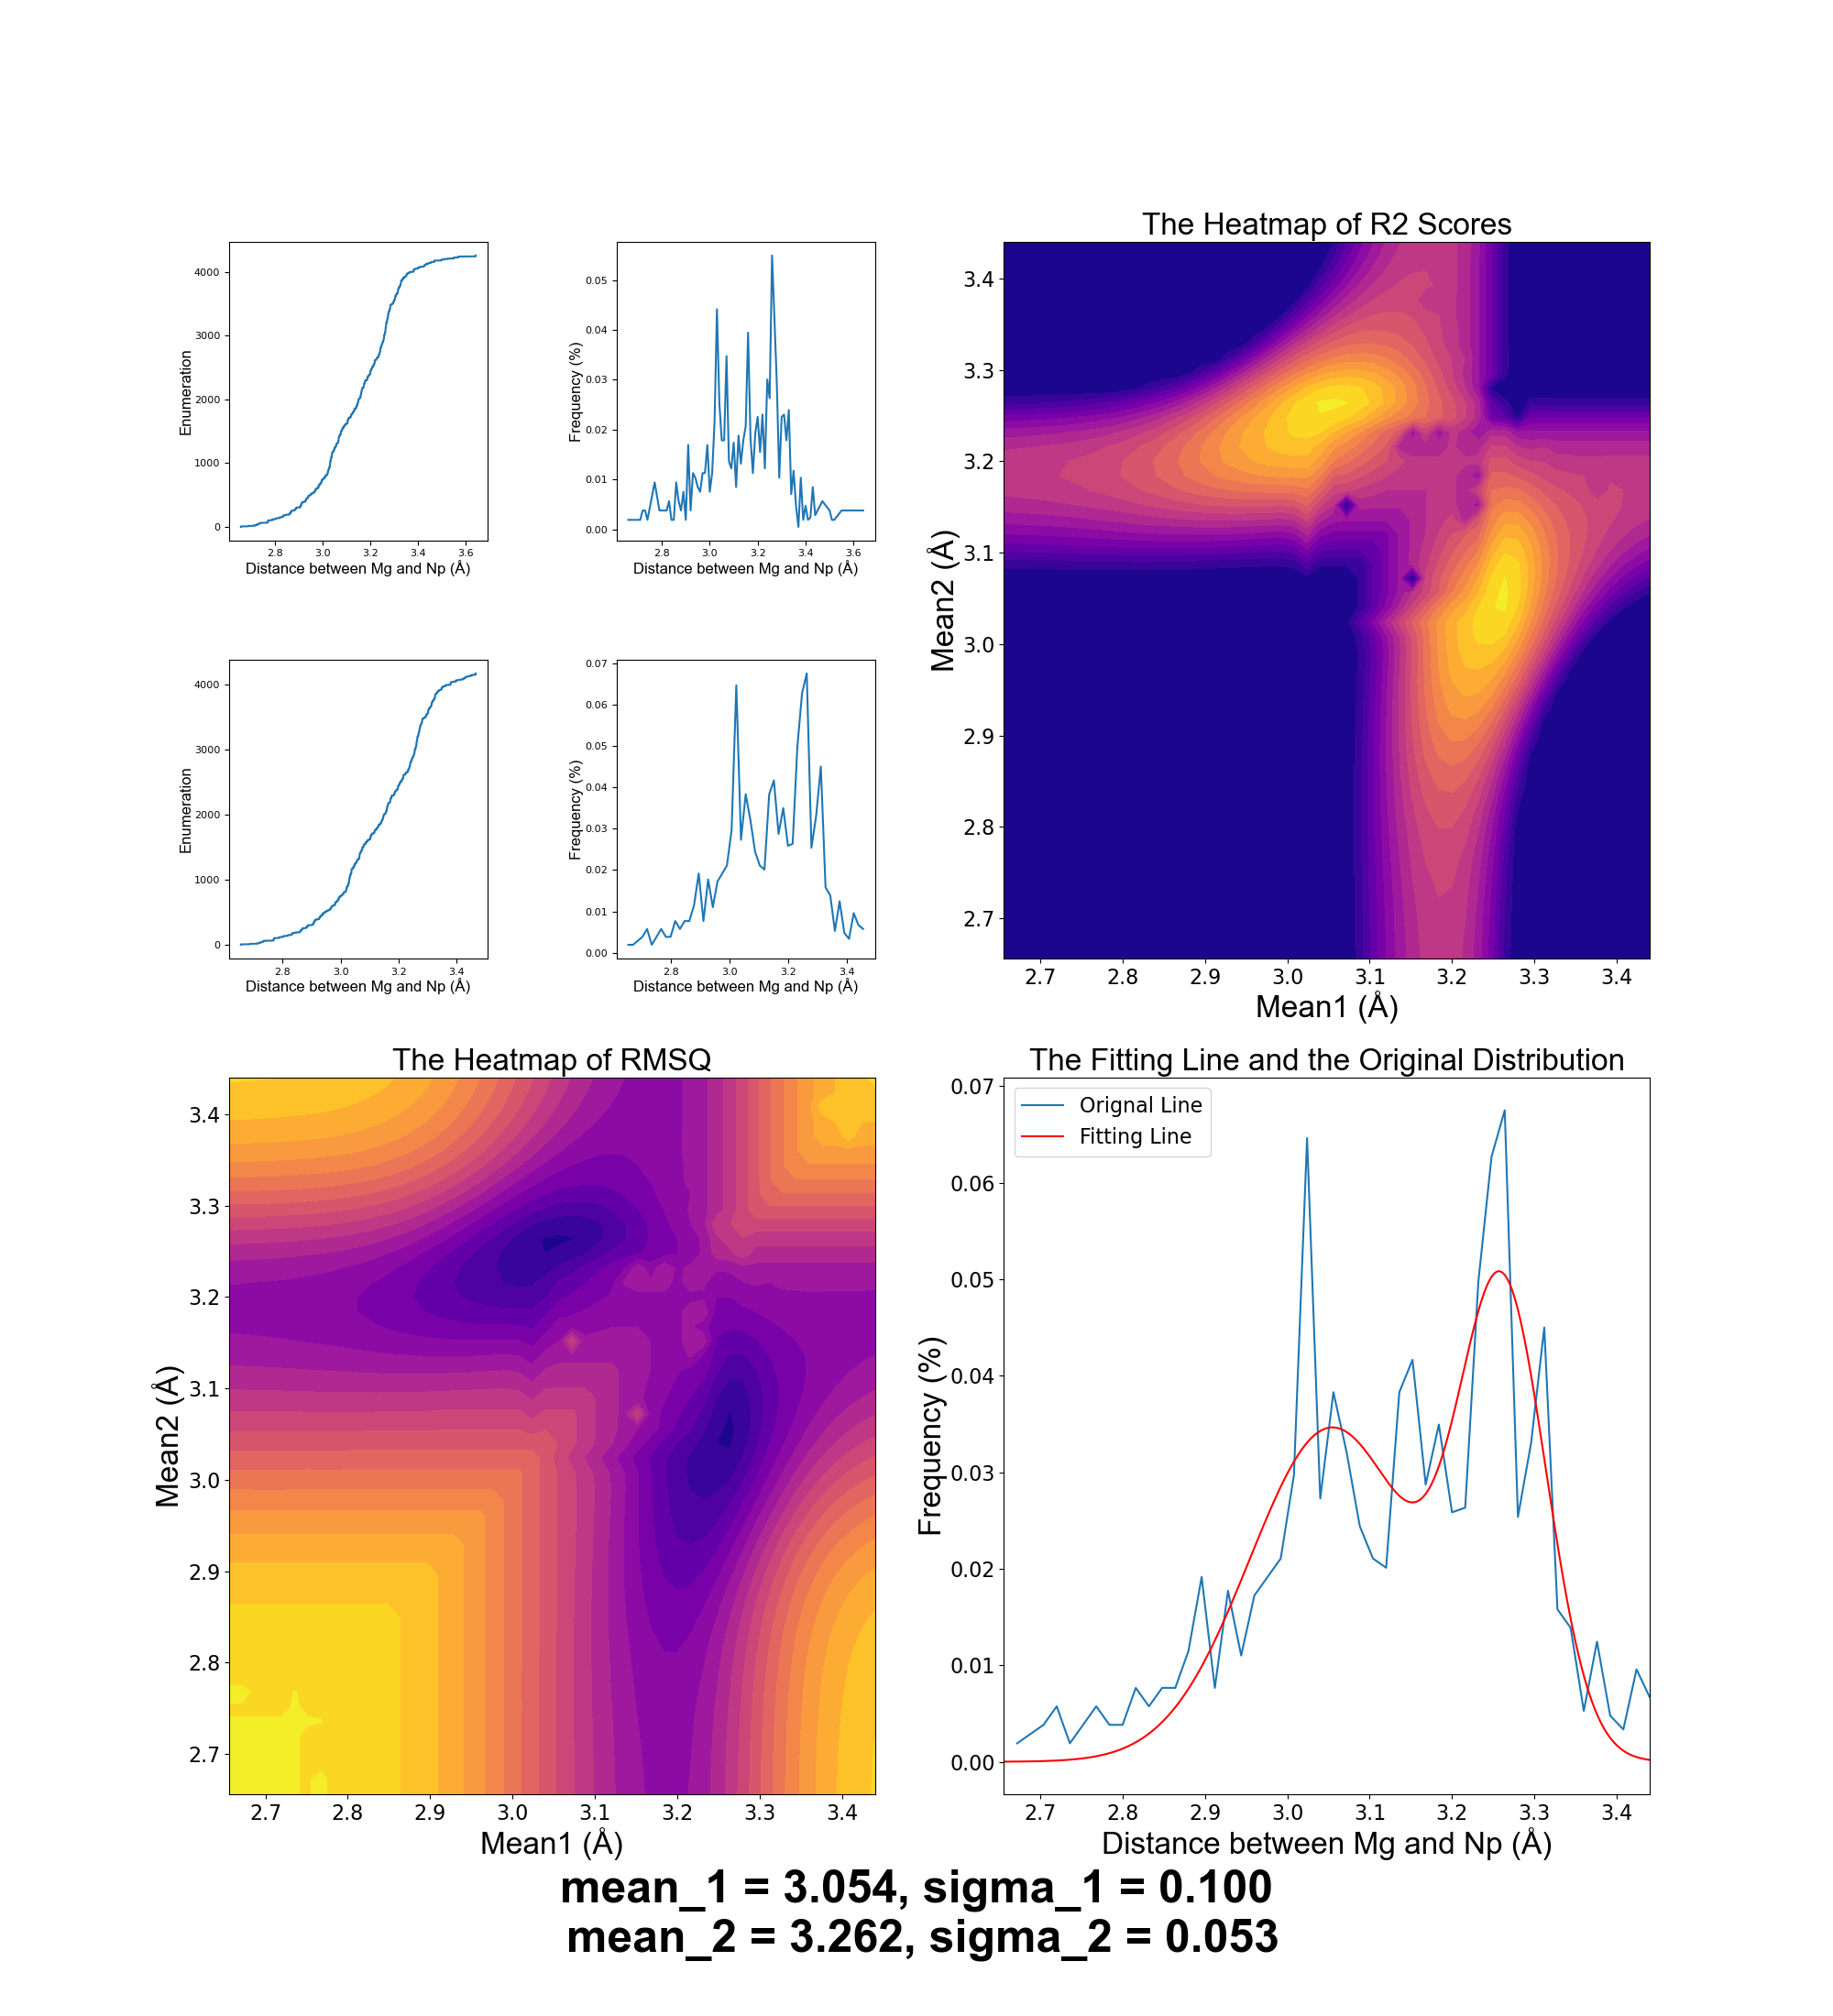 4000
3000
2000
1000
0
Enumeration
2.8 3.0 3.2 3.4 3.6
Distance between Mg and Np (Å)
0.05
0.04
0.03
0.02
0.01
0.00
Frequency (%)
2.8 3.0 3.2 3.4 3.6
Distance between Mg and Np (Å)
The Heatmap of R2 Scores
3.4
3.3
3.2
3.1
3.0
2.9
2.8
2.7
Mean2 (Å)
2.7 2.8 2.9 3.0 3.1 3.2 3.3 3.4
Mean1 (Å)
4000
3000
2000
1000
0
Enumeration
2.8 3.0 3.2 3.4
Distance between Mg and Np (Å)
0.07
0.06
0.05
0.04
0.03
0.02
0.01
0.00
Frequency (%)
2.8 3.0 3.2 3.4
Distance between Mg and Np (Å)
The Heatmap of RMSQ
3.4
3.3
3.2
3.1
3.0
2.9
2.8
2.7
Mean2 (Å)
2.7 2.8 2.9 3.0 3.1 3.2 3.3 3.4
Mean1 (Å)
The Fitting Line and the Original Distribution
Orignal Line
Fitting Line
0.07
0.06
0.05
0.04
0.03
0.02
0.01
0.00
Frequency (%)
2.7 2.8 2.9 3.0 3.1 3.2 3.3 3.4
Distance between Mg and Np (Å)
mean_1 = 3.054, sigma_1 = 0.100
mean_2 = 3.262, sigma_2 = 0.053